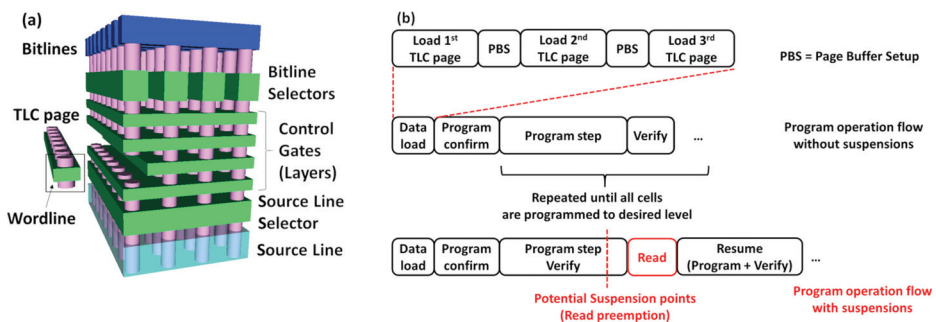 (a)
Bitlines
Bitline
Selectors
TLC page
Control
Gates
(Layers)
Wordline
Source Line
Selector
Source Line
(b)
Load 1st
TLC page
PBS
Load 2nd
TLC page
PBS
Load 3rd
TLC page
PBS = Page Buffer Setup
Data
load
Program
confirm
Program step
Verify
...
Program operation flow
without suspensions
Repeated until all cells
are programmed to desired level
Data
load
Program
confirm
Program step
Verify
Read
Resume
(Program + Verify)
...
Potential Suspension points
(Read preemption)
Program operation flow
with suspensions